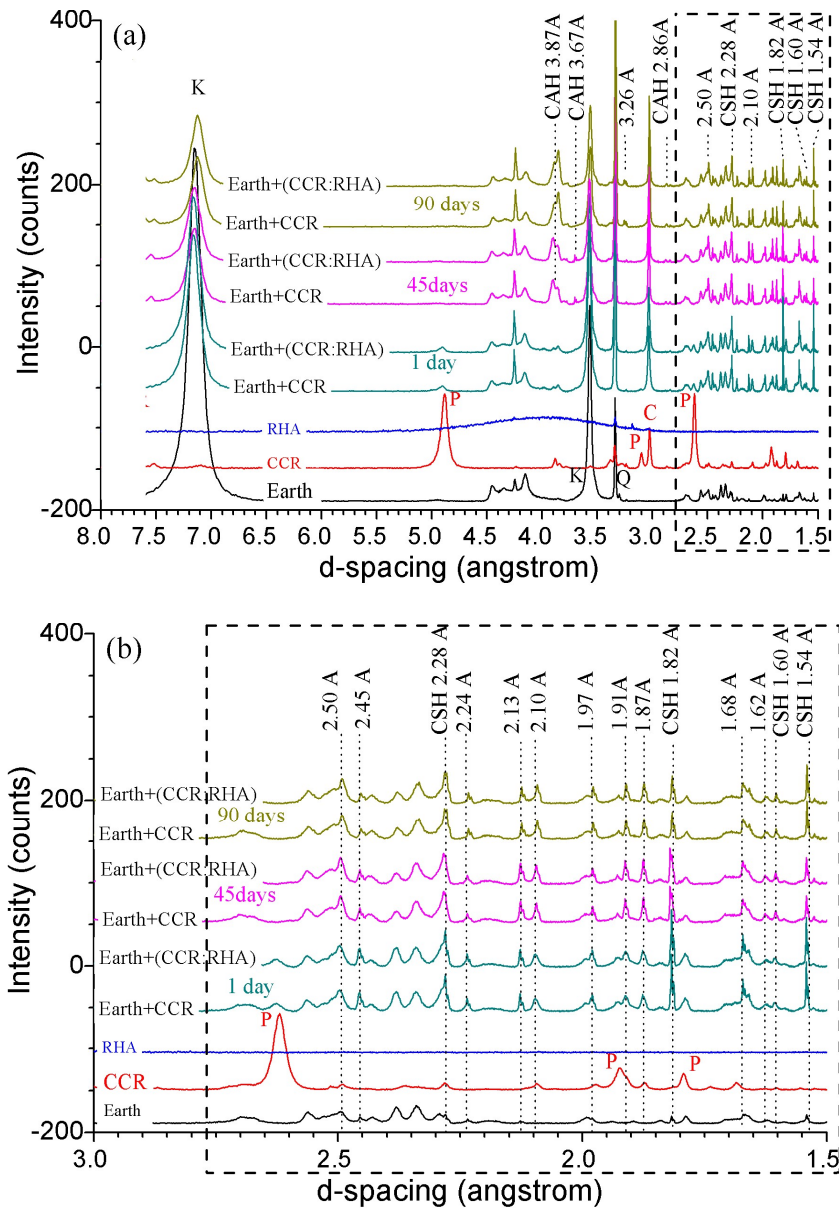 (a)
400
200
0
-200
Intensity (counts)
K
CAH 3.87A
CAH 3.67A
3.26 A
CAH 2.86A
2.50 A
CSH 2.28 A
2.10 A
CSH 1.82 A
CSH 1.60 A
CSH 1.54 A
Earth+(CCR:RHA)
90 days
Earth+CCR
Earth+(CCR:RHA)
45days
Earth+CCR
Earth+(CCR:RHA)
1 day
Earth+CCR
P
C
P
P
RHA
CCR
K
Q
Earth
8.0 7.5 7.0 6.5 6.0 5.5 5.0 4.5 4.0 3.5 3.0 2.5 2.0 1.5
d-spacing (angstrom)
(b)
400
200
0
-200
Intensity (counts)
2.50 A
2.45 A
CSH 2.28 A
2.24 A
2.13 A
2.10 A
1.97 A
1.91A
1.87A
CSH 1.82 A
1.68 A
1.62 A
CSH 1.60 A
CSH 1.54 A
Earth+(CCR:RHA)
90 days
Earth+CCR
Earth+(CCR:RHA)
45days
Earth+CCR
Earth+(CCR:RHA)
1 day
Earth+CCR
P
RHA
P
P
CCR
Earth
3.0 2.5 2.0 1.5
d-spacing (angstrom)